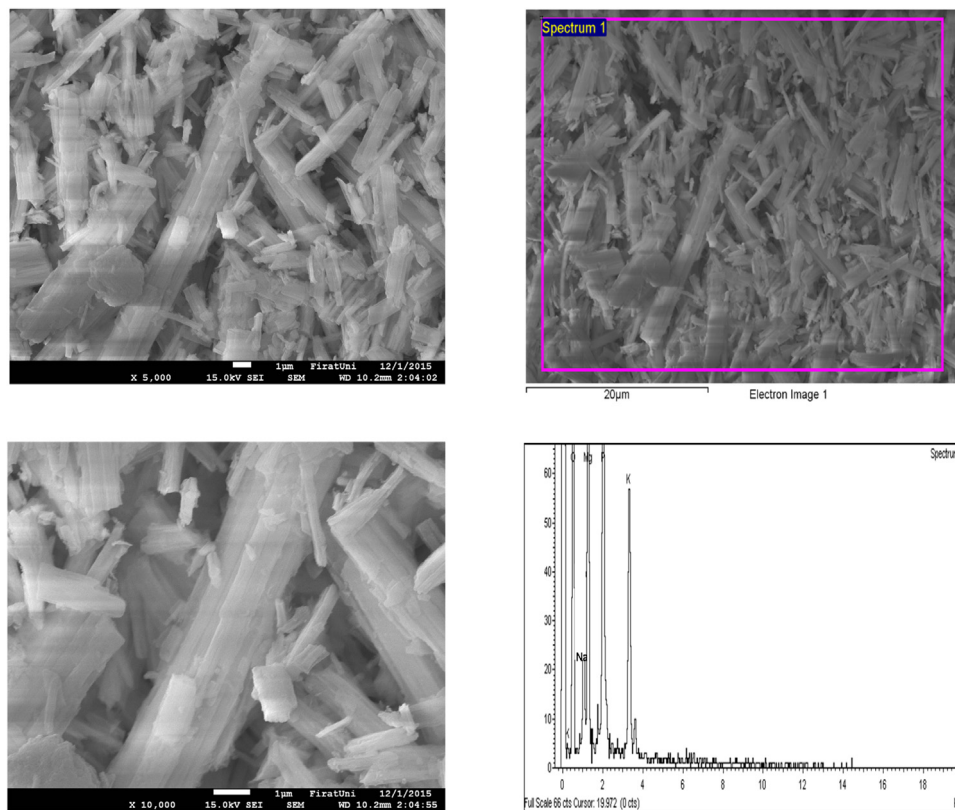 Spectrum 1
1µm FiratUni 12/1/2015
X 5,000 15.0kV SEI SEM WD 10.2mm 2:04:02
20µm Electron Image 1
Spectru
60
O Mg P
K
50
40
30
Na
20
10
K
0
0 2 4 6 8 10 12 14 16 18
Full Scale 66 cts Cursor: 19.972 (0 cts)
1µm FiratUni 12/1/2015
X 10,000 15.0kV SEI SEM WD 10.2mm 2:04:55